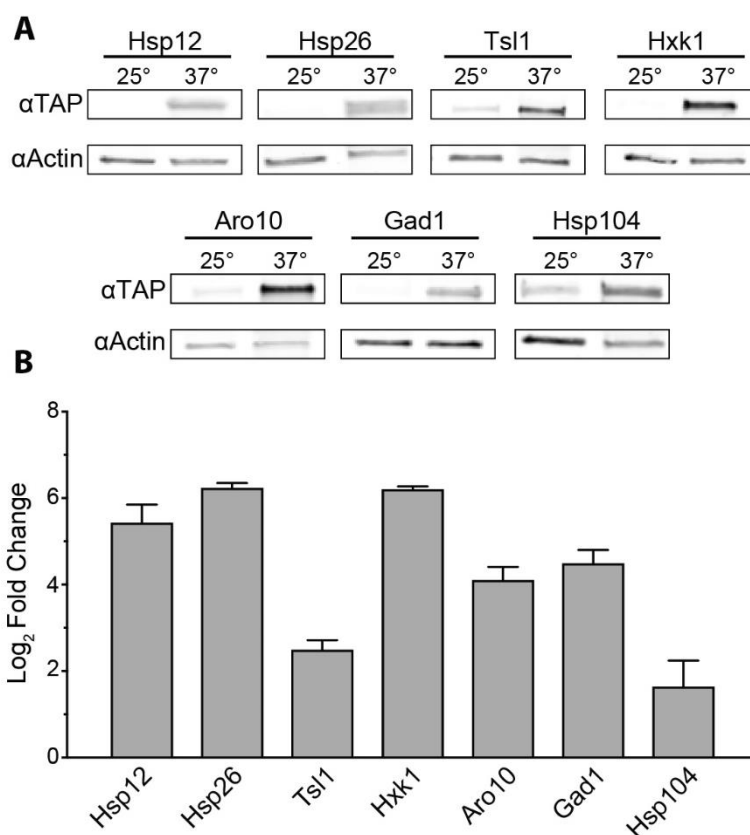 A
Hsp12 Hsp26 Tsl1 Hxk1
25° 37° 25° 37° 25° 37° 25° 37°
αTAP
αActin
Aro10 Gad1 Hsp104
25° 37° 25° 37° 25° 37°
αTAP
αActin
B
8
6
4
2
0
Log₂ Fold Change
Hsp12 Hsp26 Tsl1 Hxk1 Aro10 Gad1 Hsp104